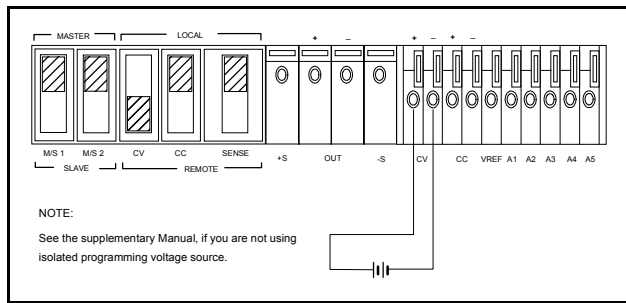 MASTER LOCAL
+ – + – + –
M/S 1 M/S 2 CV CC SENSE +S OUT -S CV CC VREF A1 A2 A3 A4 A5
SLAVE REMOTE
NOTE:
See the supplementary Manual, if you are not using
isolated programming voltage source.